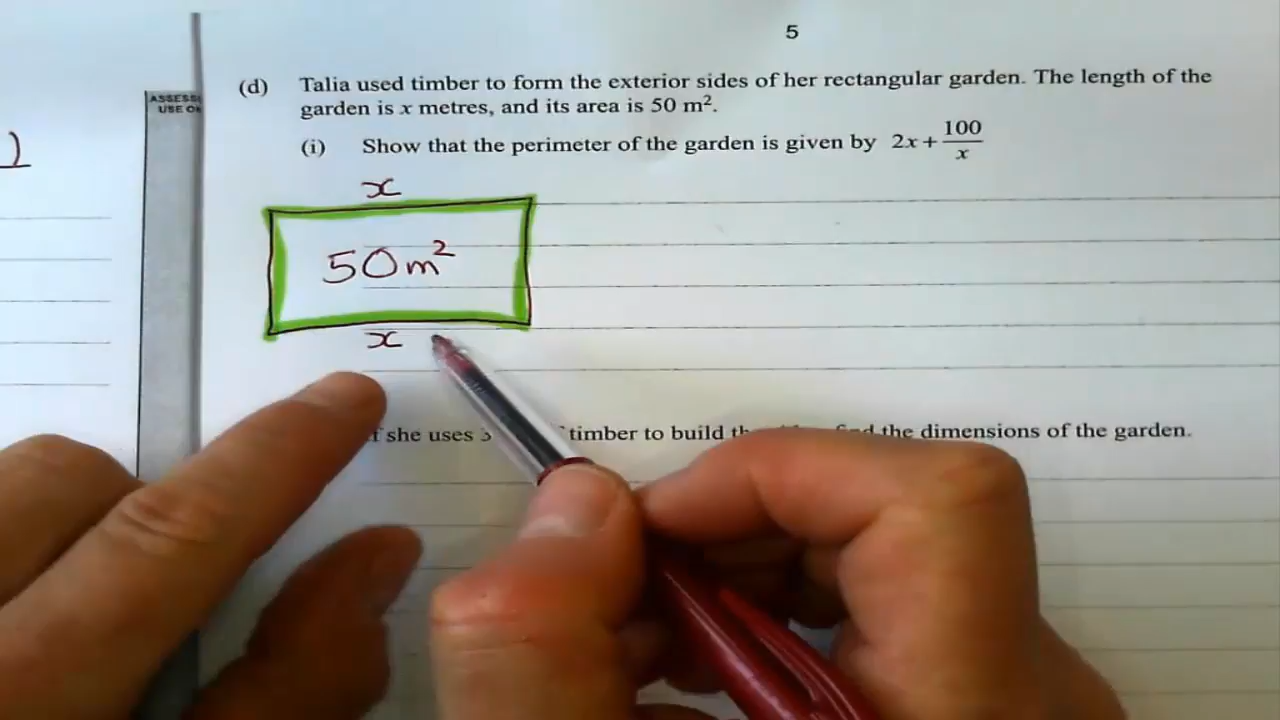 5
(d) Talia used timber to form the exterior sides of her rectangular garden. The length of the
garden is x metres, and its area is 50 m².
(i) Show that the perimeter of the garden is given by 2x + 100/x
ASSESS
USE O
)
x
50m²
x
she uses timber to build the dimensions of the garden.